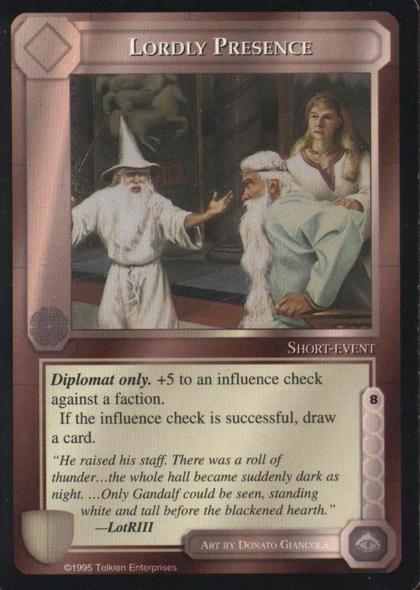 LORDLY PRESENCE
SHORT-EVENT
Diplomat only. +5 to an influence check
against a faction.
If the influence check is successful, draw
a card.
8
“He raised his staff. There was a roll of
thunder…the whole hall became suddenly dark as
night. …Only Gandalf could be seen, standing
white and tall before the blackened hearth.”
—LotRIII
ART BY DONATO GIANCOLA
©1995 Tolkien Enterprises